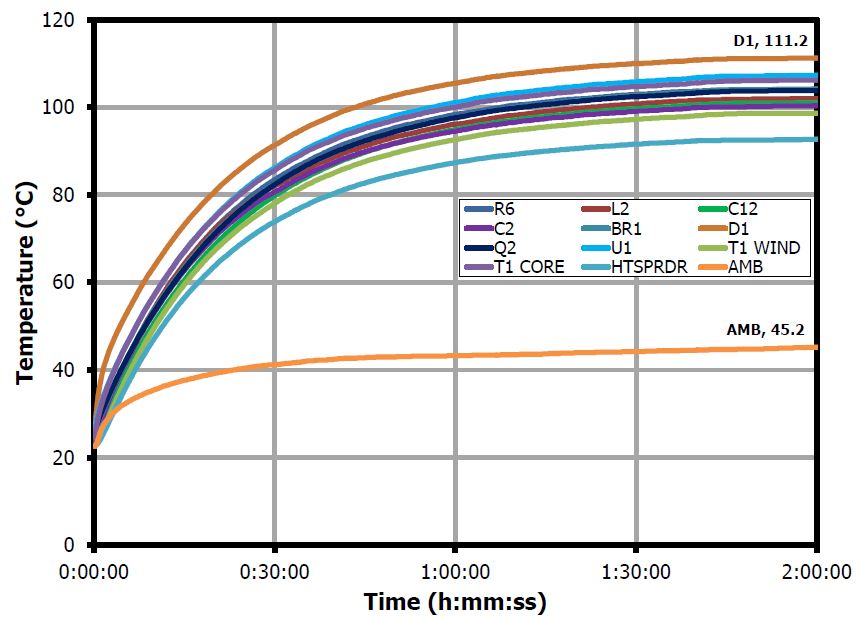 120
100
80
60
40
20
0
Temperature (°C)
D1, 111.2
R6 L2 C12
C2 BR1 D1
Q2 U1 T1 WIND
T1 CORE HTSPRDR AMB
AMB, 45.2
0:00:00 0:30:00 1:00:00 1:30:00 2:00:00
Time (h:mm:ss)